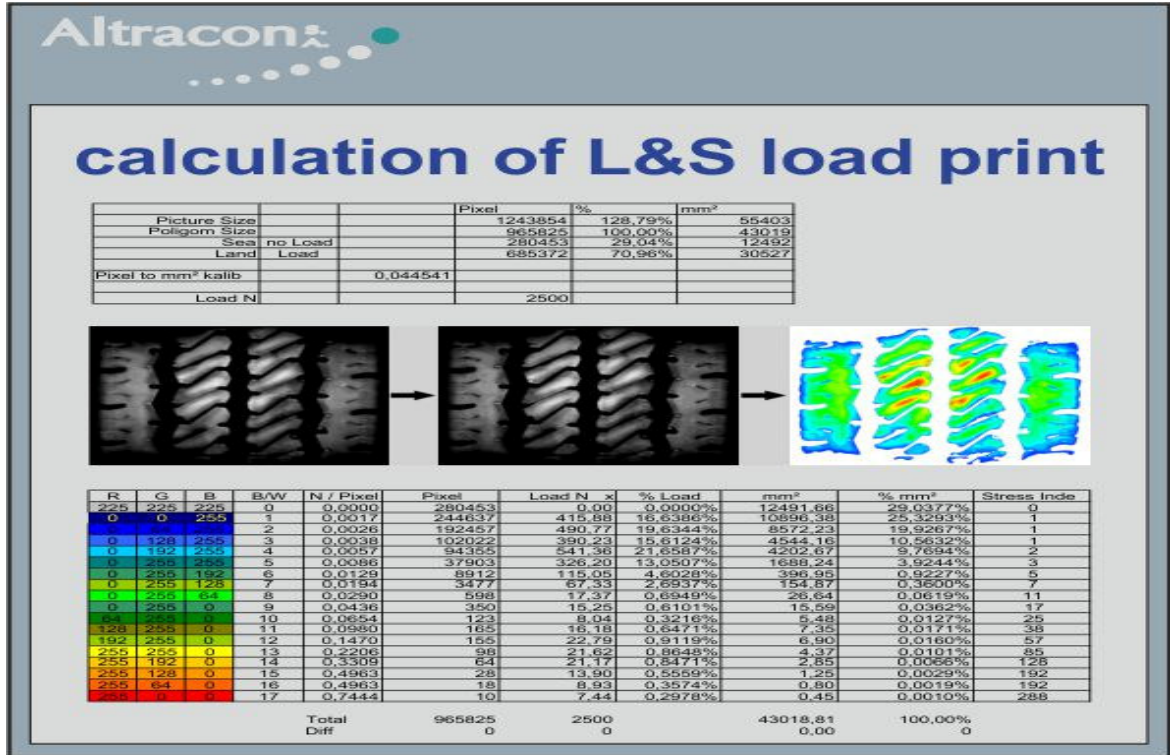 Altracon S.A.
calculation of L&S load print
Pixel % mm²
Picture Size 1243854 128,79% 55403
Poligom Size 965825 100,00% 43019
Sea no Load 280453 29,04% 12492
Land Load 685372 70,96% 30527
Pixel to mm² kalib 0,044541
Load N 2500
R G B B/W N / Pixel Pixel Load N x % Load mm² % mm² Stress Inde
225 225 225 0 0,0000 280453 0,00 0,0000% 12491,66 29,0377% 0
0 0 255 1 0,0017 244637 415,88 16,6386% 10896,38 25,3293% 1
2 0,0026 192457 490,77 19,6344% 8572,23 19,9267% 1
0 128 255 3 0,0038 102022 390,23 15,6124% 4544,16 10,5632% 1
0 192 255 4 0,0057 94355 541,36 21,6587% 4202,67 9,7694% 2
0 255 255 5 0,0086 37903 326,20 13,0507% 1688,24 3,9244% 3
0 255 192 6 0,0129 8912 115,05 4,6028% 396,95 0,9227% 5
0 255 128 7 0,0194 3477 67,33 2,6937% 154,87 0,3600% 7
0 255 64 8 0,0290 598 17,37 0,6949% 26,64 0,0619% 11
0 255 0 9 0,0436 350 15,25 0,6101% 15,59 0,0362% 17
64 255 0 10 0,0654 123 8,04 0,3216% 5,48 0,0127% 25
128 255 0 11 0,0980 165 16,18 0,6471% 7,35 0,0171% 38
192 255 0 12 0,1470 155 22,79 0,9119% 6,90 0,0160% 57
255 255 0 13 0,2206 98 21,62 0,8648% 4,37 0,0101% 85
255 192 0 14 0,3309 64 21,17 0,8471% 2,85 0,0066% 128
255 128 0 15 0,4963 28 13,90 0,5559% 1,25 0,0029% 192
255 64 0 16 0,4963 18 8,93 0,3574% 0,80 0,0019% 192
255 0 0 17 0,7444 10 7,44 0,2978% 0,45 0,0010% 288
Total 965825 2500 43018,81 100,00%
Diff 0 0 0,00 0